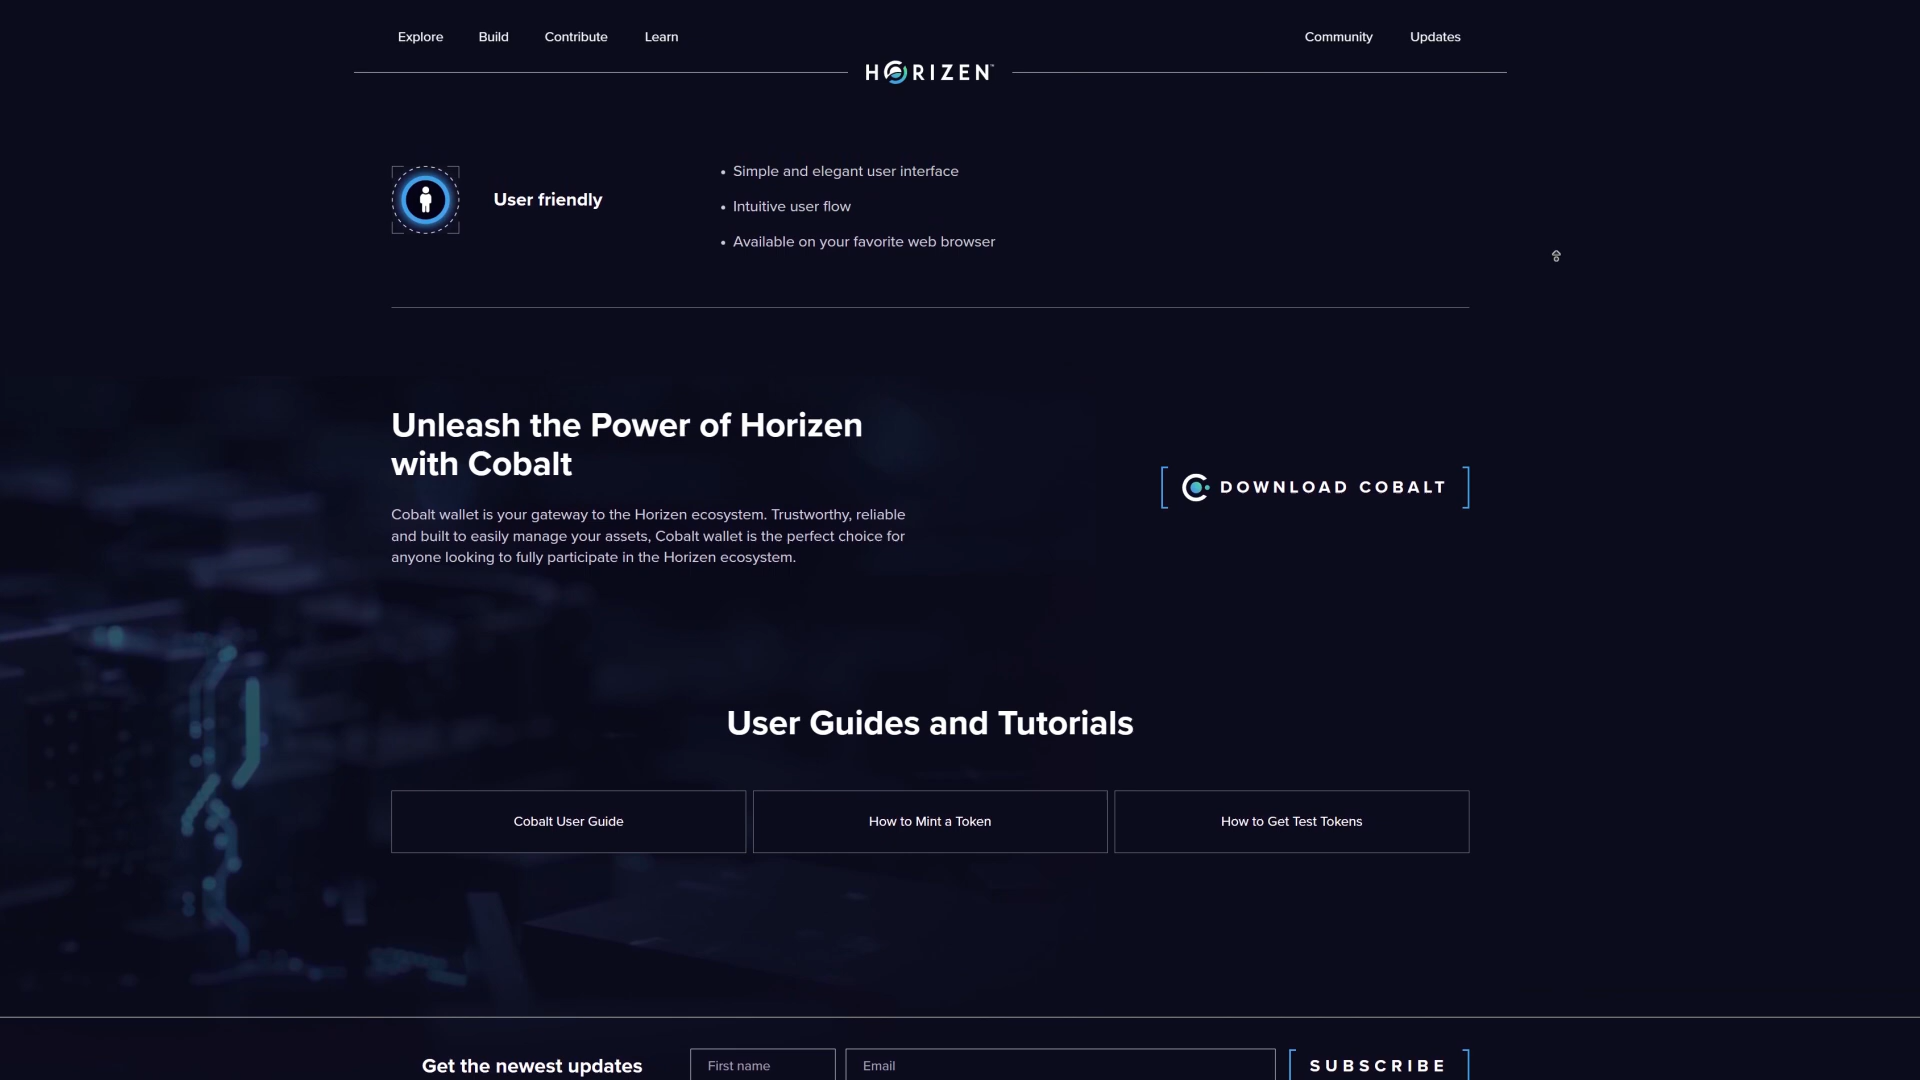 Explore Build Contribute Learn Community Updates
HORIZEN™
User friendly
• Simple and elegant user interface
• Intuitive user flow
• Available on your favorite web browser
Unleash the Power of Horizen
with Cobalt
Cobalt wallet is your gateway to the Horizen ecosystem. Trustworthy, reliable
and built to easily manage your assets, Cobalt wallet is the perfect choice for
anyone looking to fully participate in the Horizen ecosystem.
DOWNLOAD COBALT
User Guides and Tutorials
Cobalt User Guide
How to Mint a Token
How to Get Test Tokens
Get the newest updates
First name
Email
SUBSCRIBE